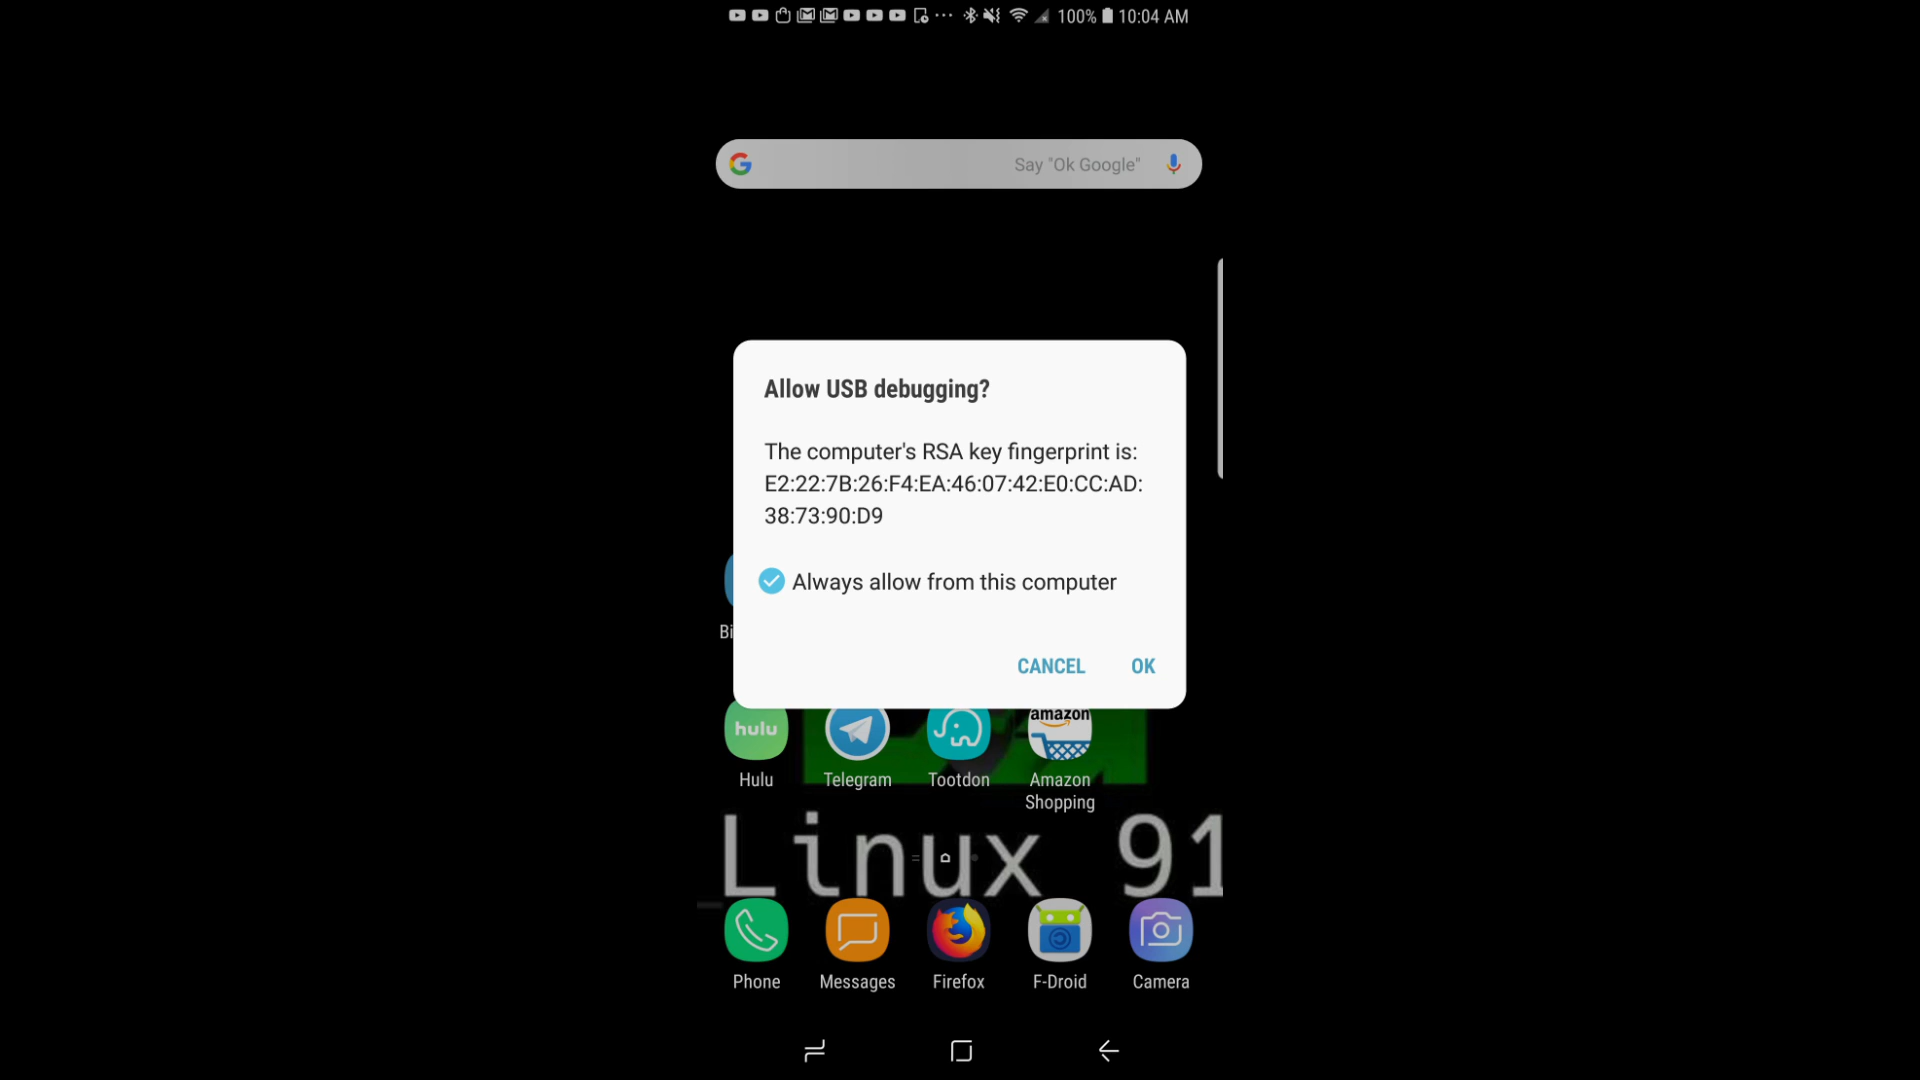 100% 10:04 AM
Say "Ok Google"
Allow USB debugging?
The computer's RSA key fingerprint is:
E2:22:7B:26:F4:EA:46:07:42:E0:CC:AD:
38:73:90:D9
Always allow from this computer
Bi
CANCEL OK
hulu
amazon
Hulu Telegram Tootdon Amazon
Shopping
_Linux 91
Phone Messages Firefox F-Droid Camera